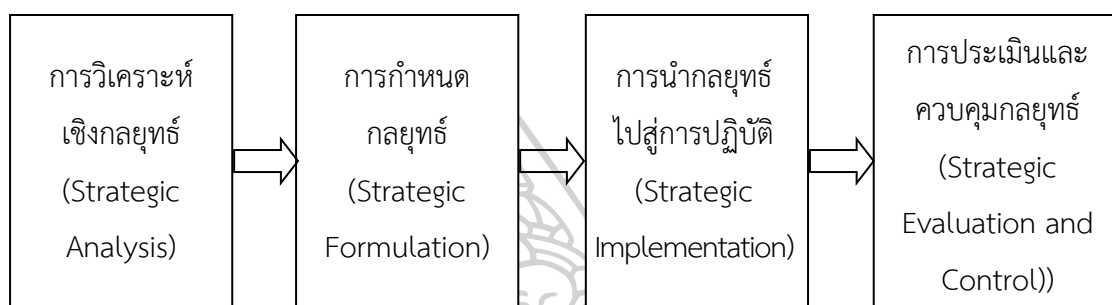 การวิเคราะห์
เชิงกลยุทธ์
(Strategic
Analysis)
การกำหนด
กลยุทธ์
(Strategic
Formulation)
การนำกลยุทธ์
ไปสู่การปฏิบัติ
(Strategic
Implementation)
การประเมินและ
ควบคุมกลยุทธ์
(Strategic
Evaluation and
Control))